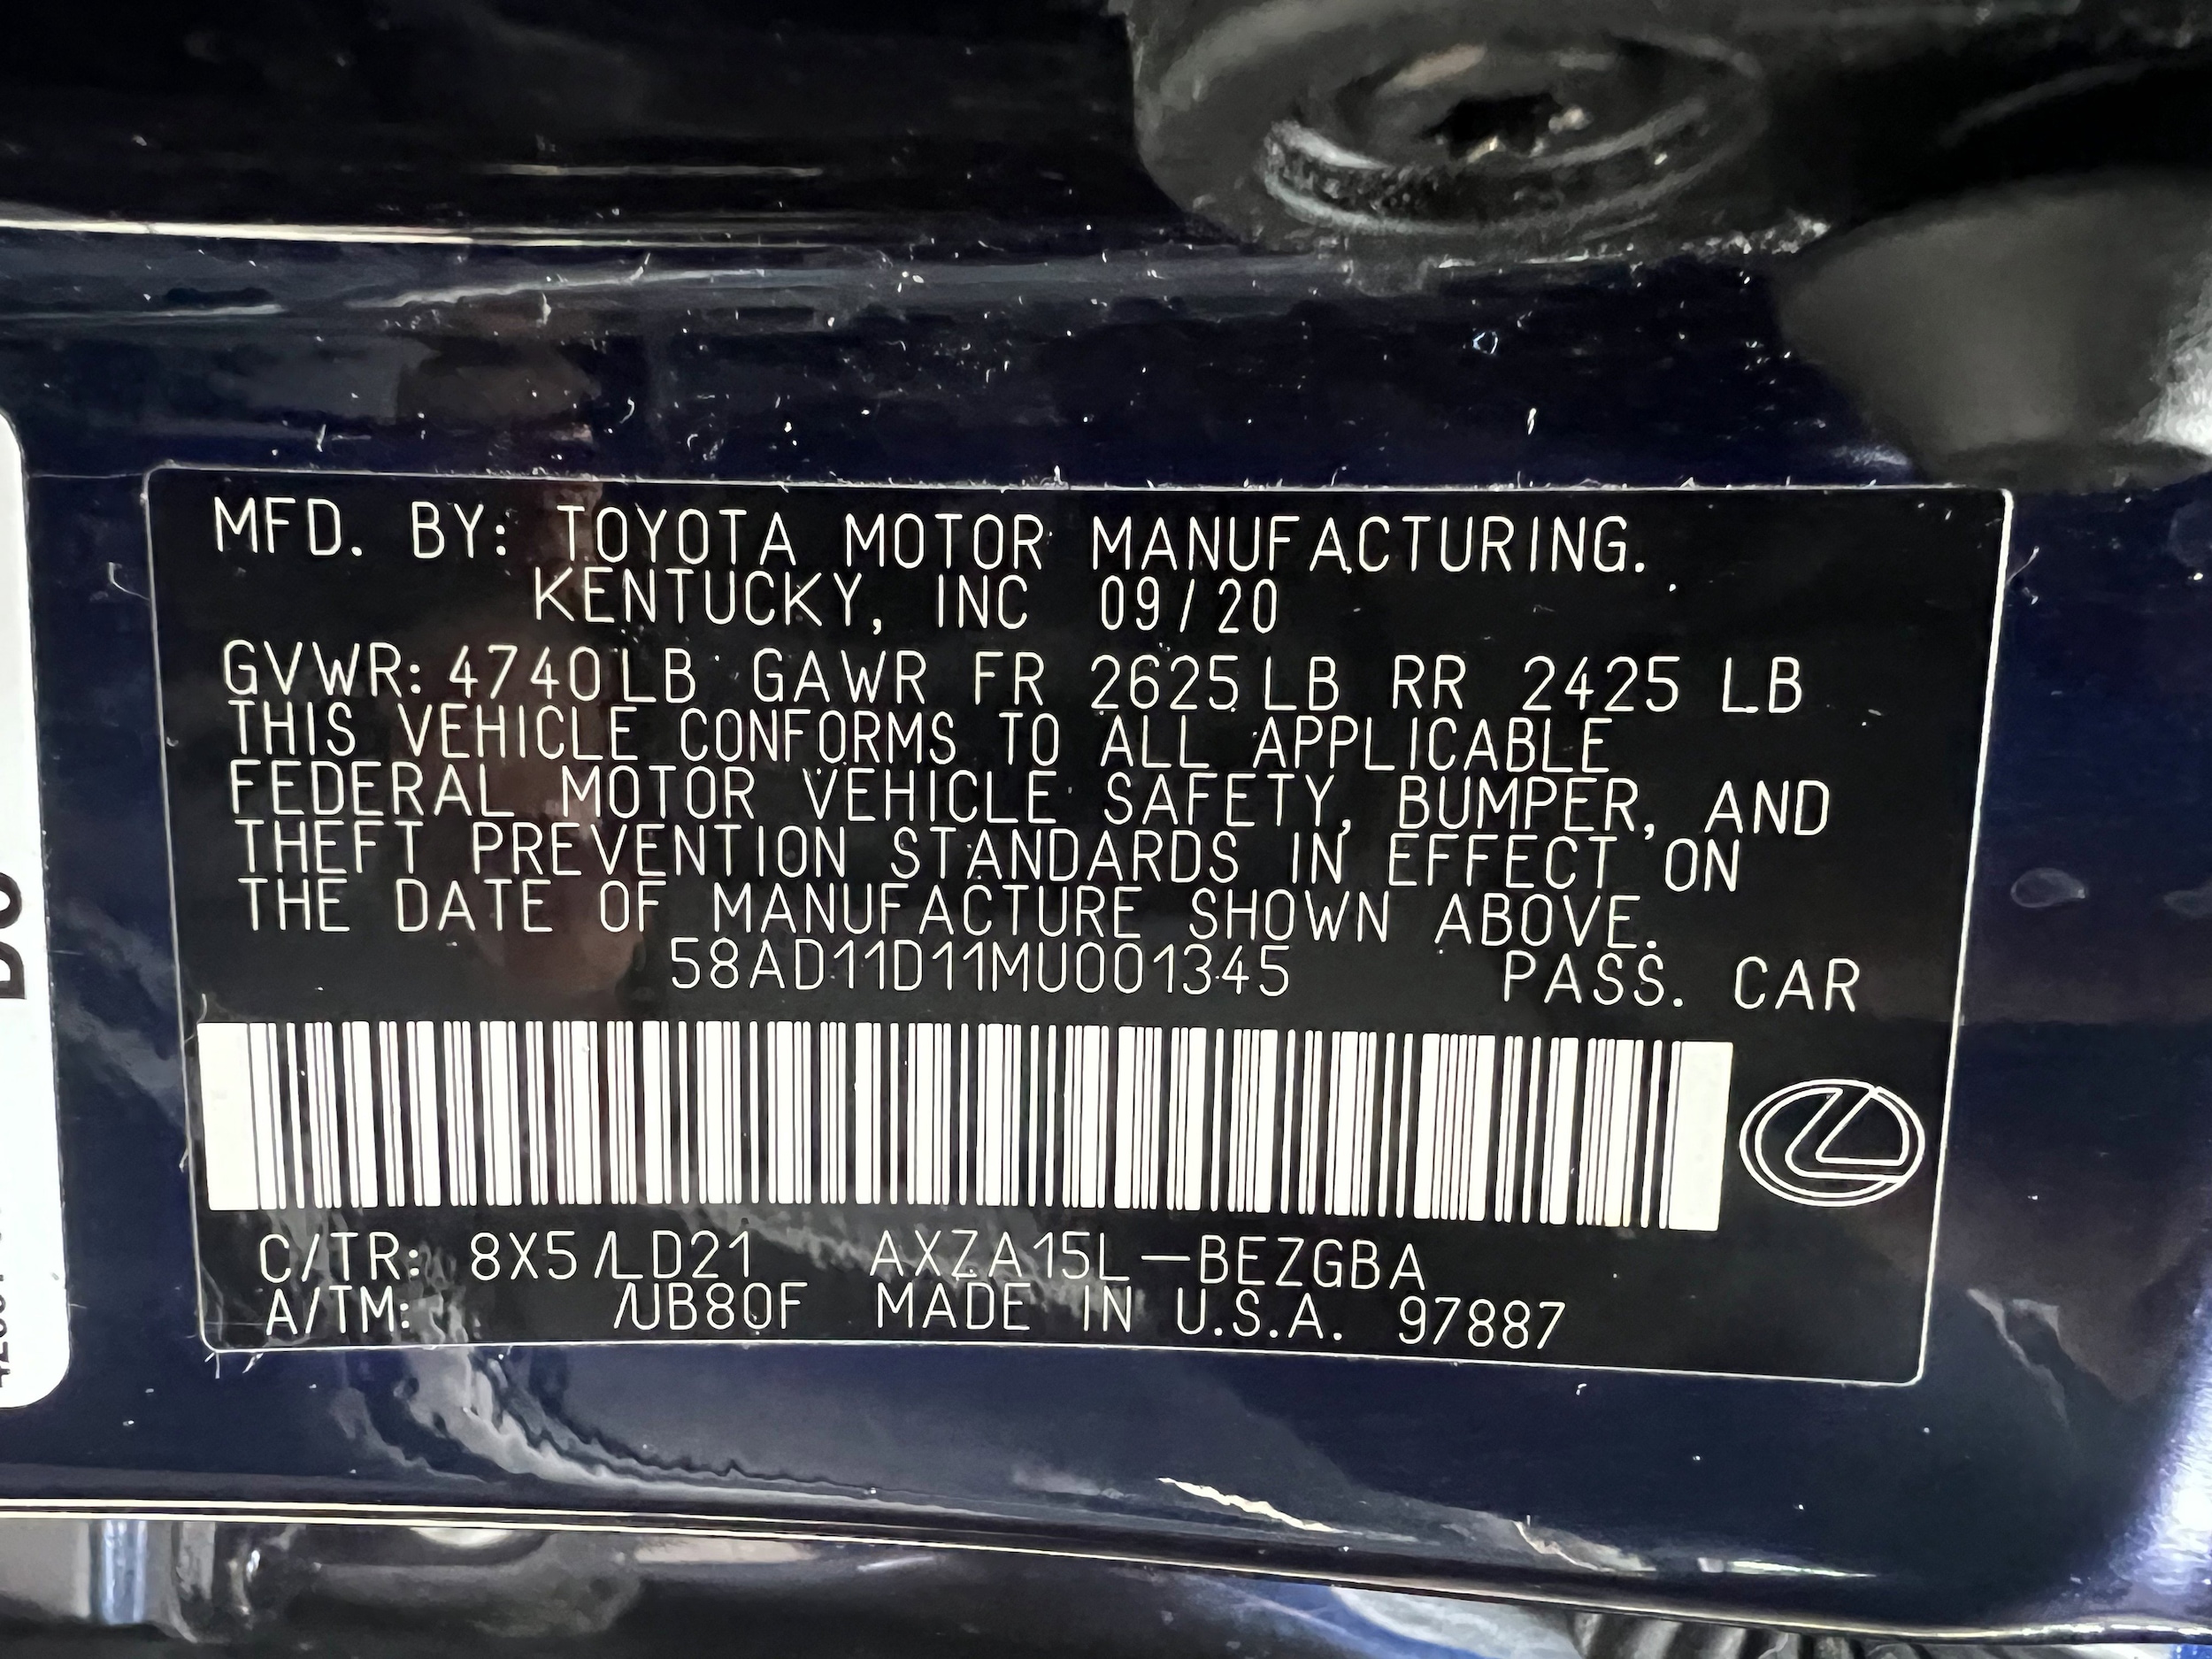 MFD. BY: TOYOTA MOTOR MANUFACTURING.
KENTUCKY, INC 09/20
GVWR: 4740LB GAWR FR 2625LB RR 2425 LB
THIS VEHICLE CONFORMS TO ALL APPLICABLE
FEDERAL MOTOR VEHICLE SAFETY, BUMPER, AND
THEFT PREVENTION STANDARDS IN EFFECT ON
THE DATE OF MANUFACTURE SHOWN ABOVE.
58AD11D11MU001345 PASS. CAR
C/TR: 8X5/LD21 AXZA15L-BEZGBA
A/TM: /UB80F MADE IN U.S.A. 97887